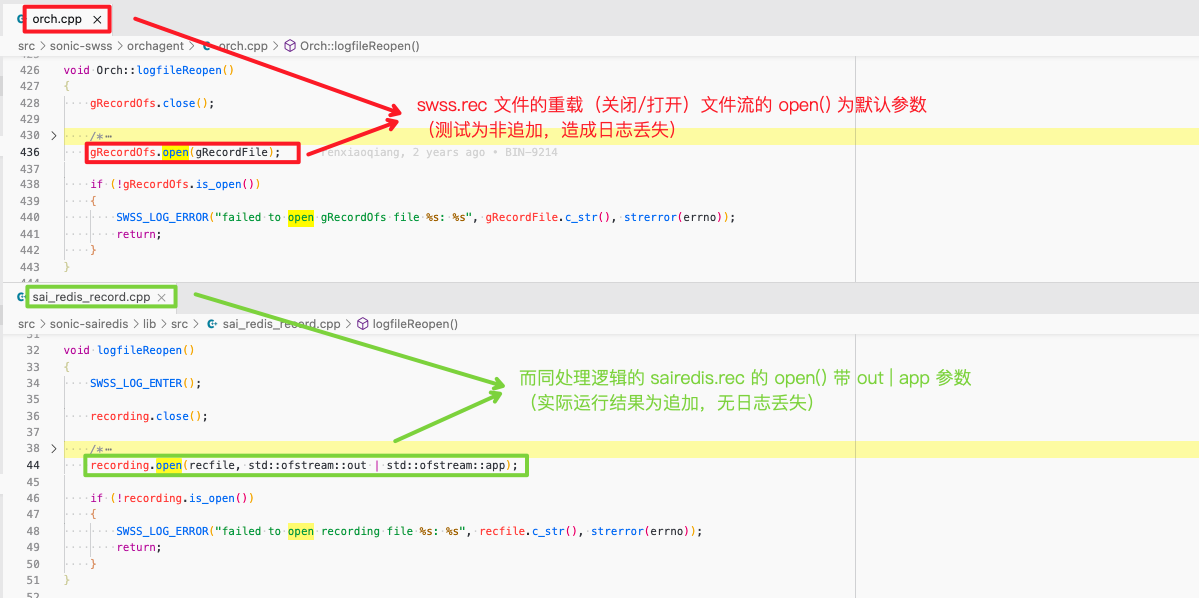 orch.cpp ×
src > sonic-swss > orchagent > orch.cpp > Orch::logfileReopen()
426 void Orch::logfileReopen()
427 {
428 gRecordOfs.close();
429
430 > /*⋯
436 gRecordOfs.open(gRecordFile); renxiaoqiang, 2 years ago • BIN-9214
437
438 if (!gRecordOfs.is_open())
439 {
440 SWSS_LOG_ERROR("failed to open gRecordOfs file %s: %s", gRecordFile.c_str(), strerror(errno));
441 return;
442 }
443 }
swss.rec 文件的重载（关闭/打开）文件流的 open() 为默认参数
（测试为非追加，造成日志丢失）
sai_redis_record.cpp ×
src > sonic-sairedis > lib > src > sai_redis_record.cpp > logfileReopen()
32 void logfileReopen()
33 {
34 SWSS_LOG_ENTER();
35
36 recording.close();
37
38 > /*⋯
44 recording.open(recfile, std::ofstream::out | std::ofstream::app);
45
46 if (!recording.is_open())
47 {
48 SWSS_LOG_ERROR("failed to open recording file %s: %s", recfile.c_str(), strerror(errno));
49 return;
50 }
51 }
而同处理逻辑的 sairedis.rec 的 open() 带 out | app 参数
（实际运行结果为追加，无日志丢失）